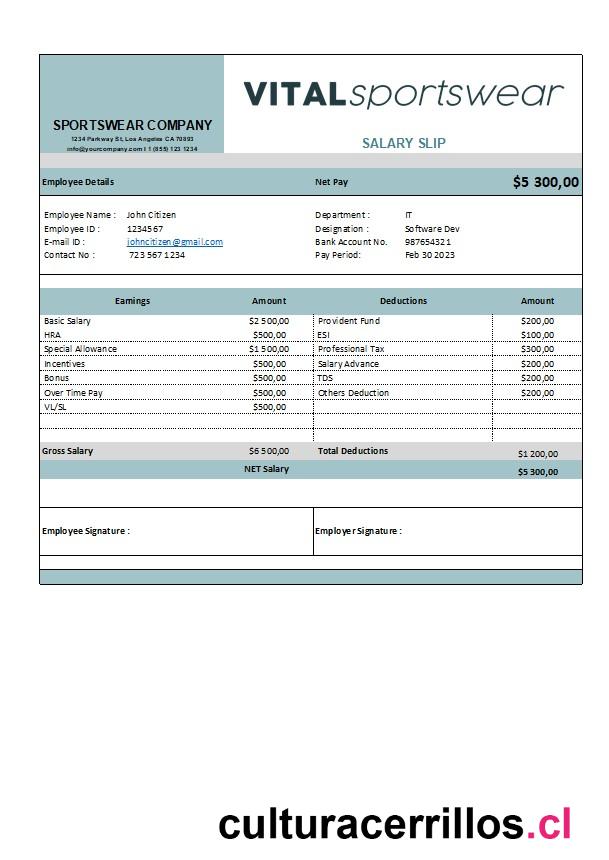 VITALsportswear
SPORTSWEAR COMPANY
1234 Parkway St, Los Angeles CA 70893
info@yourcompany.com I 1 (855) 123 1234
SALARY SLIP
Employee Details Net Pay $5 300,00
Employee Name : John Citizen Department : IT
Employee ID : 1234567 Designation : Software Dev
E-mail ID : johncitizen@gmail.com Bank Account No. 987654321
Contact No : 723 567 1234 Pay Period: Feb 30 2023
Earnings Amount Deductions Amount
Basic Salary $2 500,00 Provident Fund $200,00
HRA $500,00 ESI $100,00
Special Allowance $1 500,00 Professional Tax $300,00
Incentives $500,00 Salary Advance $200,00
Bonus $500,00 TDS $200,00
Over Time Pay $500,00 Others Deduction $200,00
VL/SL $500,00
Gross Salary $6 500,00 Total Deductions $1 200,00
NET Salary $5 300,00
Employee Signature : Employer Signature :
culturacerrillos.cl